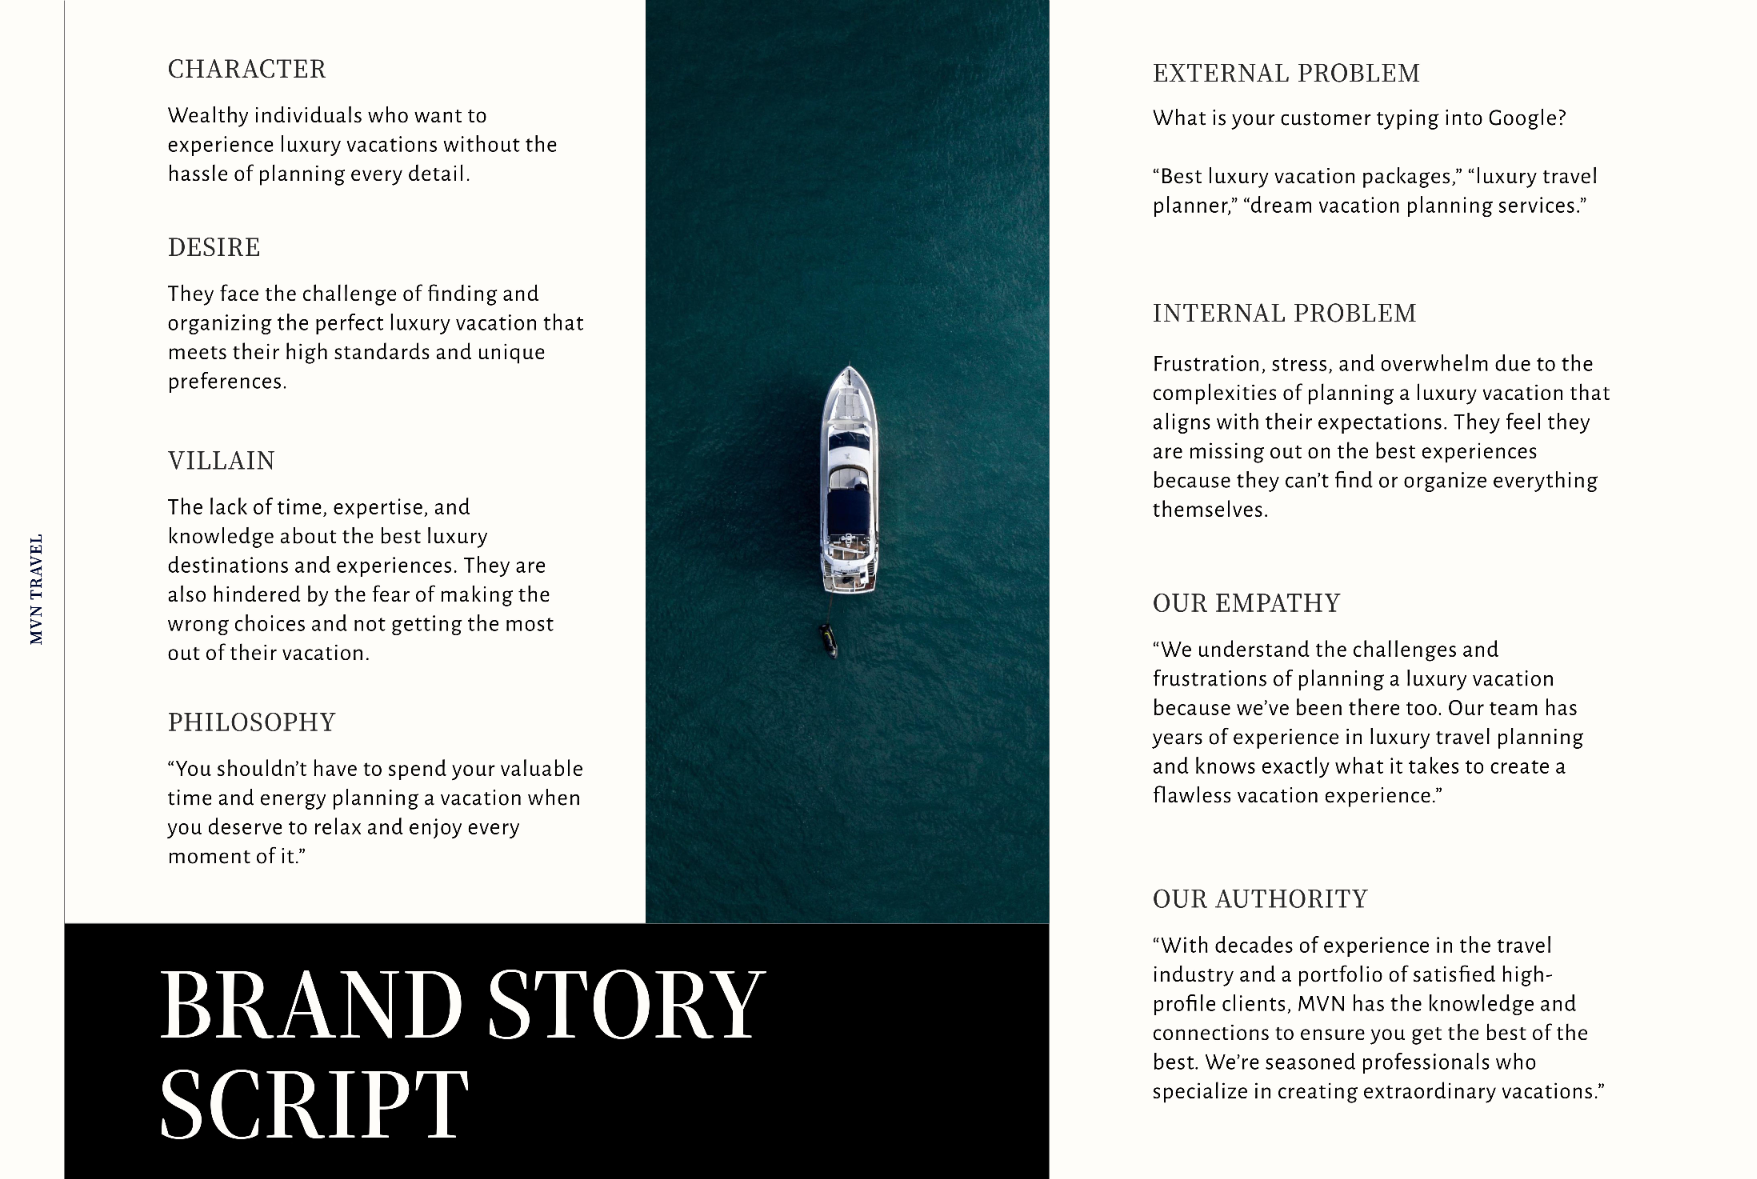 MVN TRAVEL
CHARACTER
Wealthy individuals who want to
experience luxury vacations without the
hassle of planning every detail.
DESIRE
They face the challenge of finding and
organizing the perfect luxury vacation that
meets their high standards and unique
preferences.
VILLAIN
The lack of time, expertise, and
knowledge about the best luxury
destinations and experiences. They are
also hindered by the fear of making the
wrong choices and not getting the most
out of their vacation.
PHILOSOPHY
“You shouldn’t have to spend your valuable
time and energy planning a vacation when
you deserve to relax and enjoy every
moment of it.”
BRAND STORY
SCRIPT
EXTERNAL PROBLEM
What is your customer typing into Google?
“Best luxury vacation packages,” “luxury travel
planner,” “dream vacation planning services.”
INTERNAL PROBLEM
Frustration, stress, and overwhelm due to the
complexities of planning a luxury vacation that
aligns with their expectations. They feel they
are missing out on the best experiences
because they can’t find or organize everything
themselves.
OUR EMPATHY
“We understand the challenges and
frustrations of planning a luxury vacation
because we’ve been there too. Our team has
years of experience in luxury travel planning
and knows exactly what it takes to create a
flawless vacation experience.”
OUR AUTHORITY
“With decades of experience in the travel
industry and a portfolio of satisfied high-
profile clients, MVN has the knowledge and
connections to ensure you get the best of the
best. We’re seasoned professionals who
specialize in creating extraordinary vacations.”